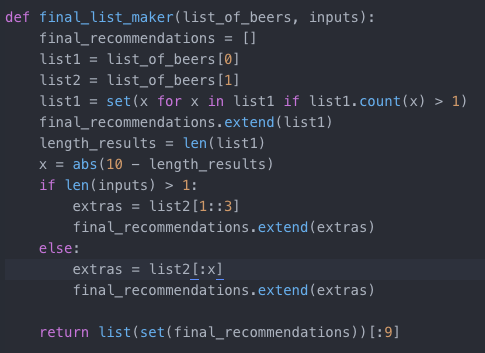 def final_list_maker(list_of_beers, inputs):
    final_recommendations = []
    list1 = list_of_beers[0]
    list2 = list_of_beers[1]
    list1 = set(x for x in list1 if list1.count(x) > 1)
    final_recommendations.extend(list1)
    length_results = len(list1)
    x = abs(10 - length_results)
    if len(inputs) > 1:
        extras = list2[1::3]
        final_recommendations.extend(extras)
    else:
        extras = list2[:x]
        final_recommendations.extend(extras)

    return list(set(final_recommendations))[:9]